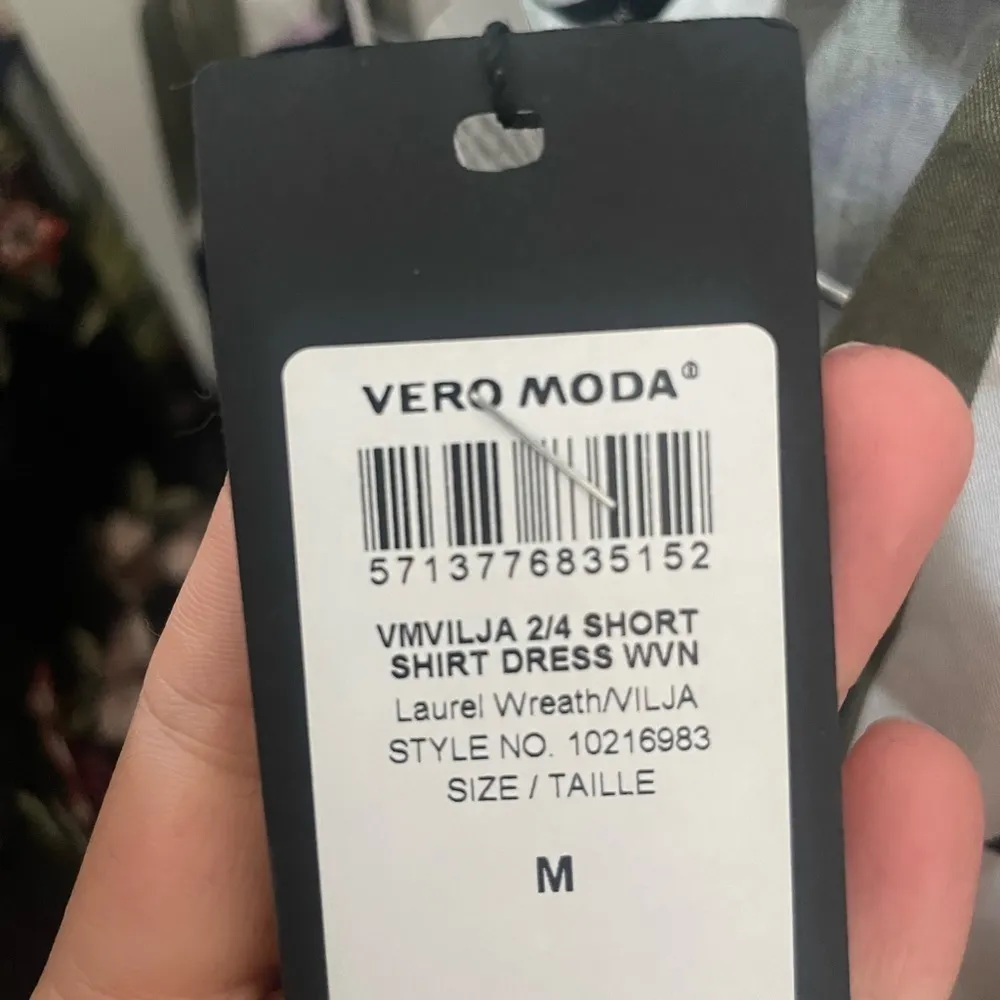 VERO MODA®
5713776835152
VMVILJA 2/4 SHORT
SHIRT DRESS WVN
Laurel Wreath/VILJA
STYLE NO. 10216983
SIZE / TAILLE
M